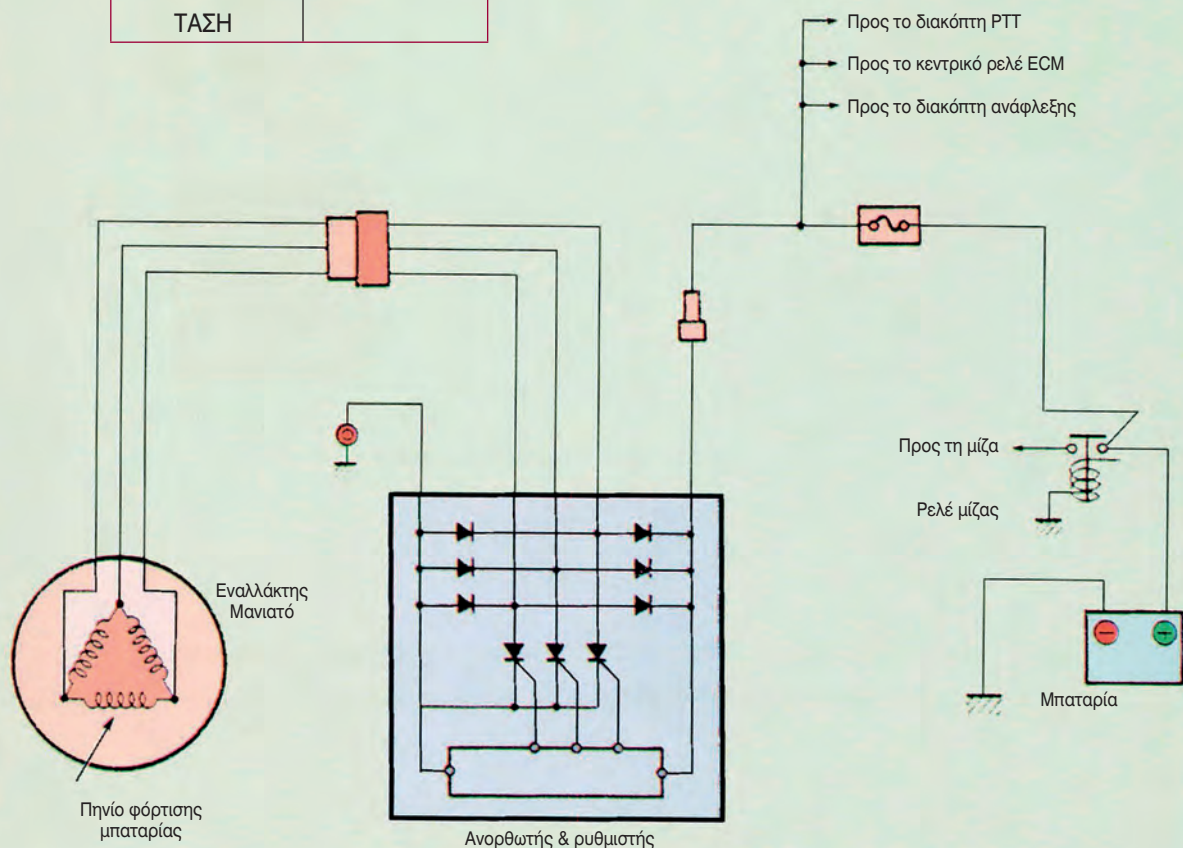 ΤΑΣΗ
Προς το διακόπτη PTT
Προς το κεντρικό ρελέ ECM
Προς το διακόπτη ανάφλεξης
Προς τη μίζα
Ρελέ μίζας
Εναλλάκτης
Μανιατό
Μπαταρία
Πηνίο φόρτισης
μπαταρίας
Ανορθωτής & ρυθμιστής